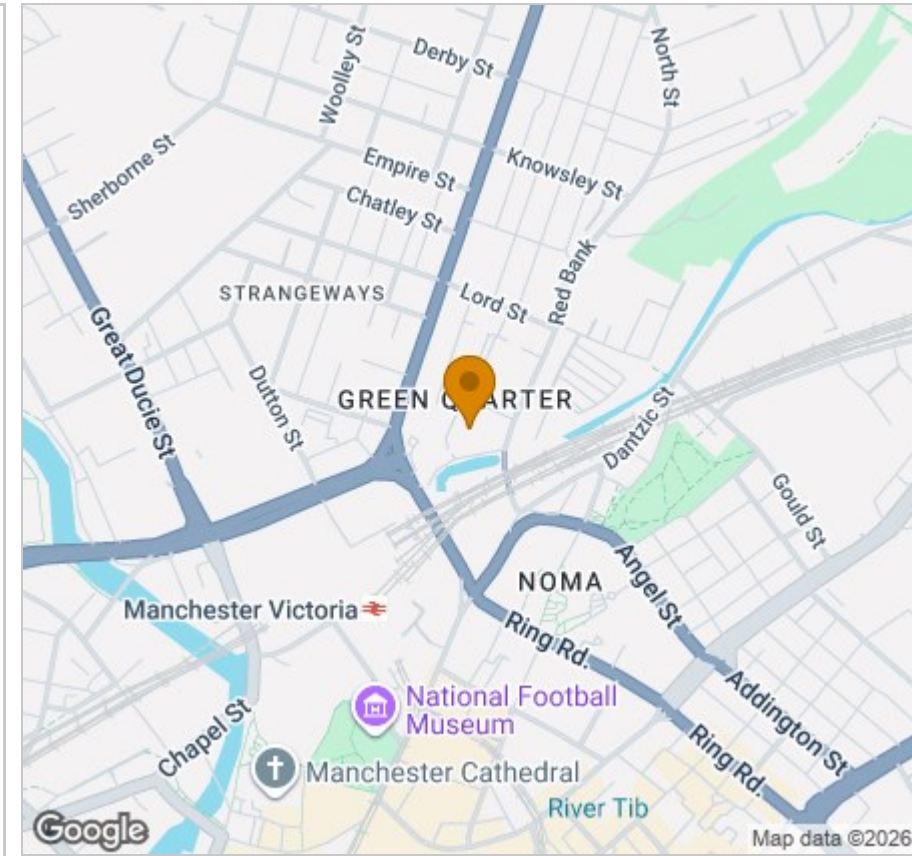 Derby St
Woolley St
North St
Sherborne St
Empire St
Knowsley St
Chatley St
Red Bank
STRANGEWAYS
Lord St
Great Ducie St
GREEN QUARTER
Dutton St
Dantzic St
Gould St
NOMA
Angel St
Manchester Victoria
Ring Rd.
Addington St
National Football
Museum
Chapel St
Ring Rd.
Manchester Cathedral
River Tib
Google
Map data ©2026